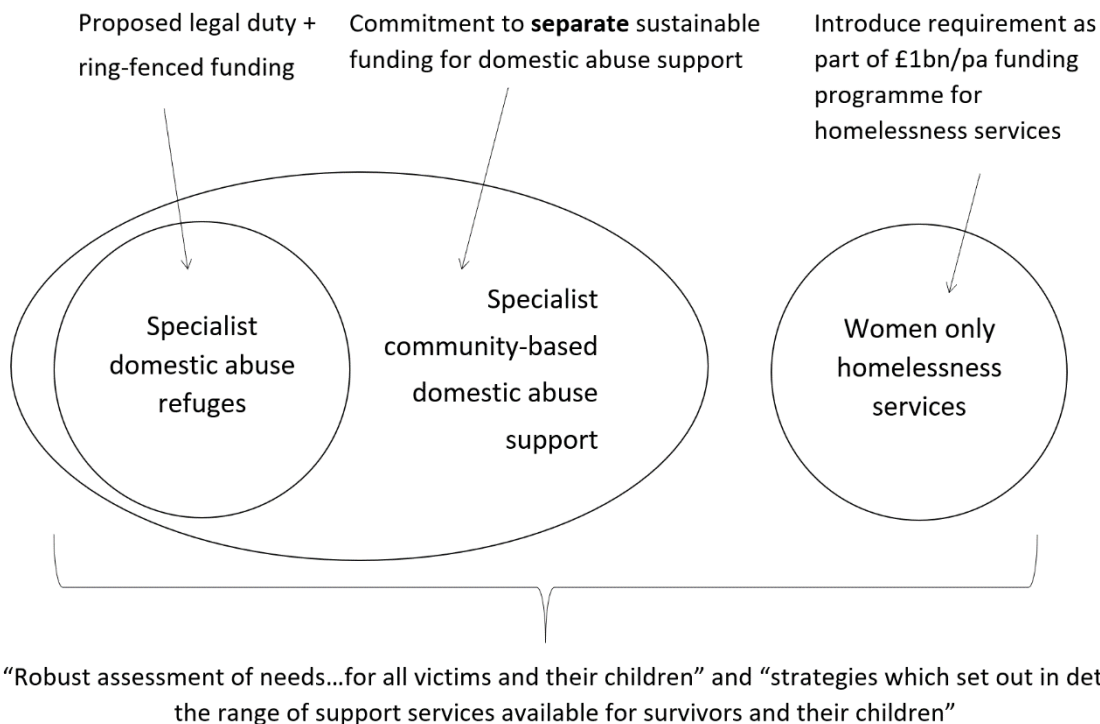 Proposed legal duty +
ring-fenced funding
Commitment to separate sustainable
funding for domestic abuse support
Introduce requirement as
part of £1bn/pa funding
programme for
homelessness services
Specialist
domestic abuse
refuges
Specialist
community-based
domestic abuse
support
Women only
homelessness
services
“Robust assessment of needs...for all victims and their children” and “strategies which set out in det
the range of support services available for survivors and their children”